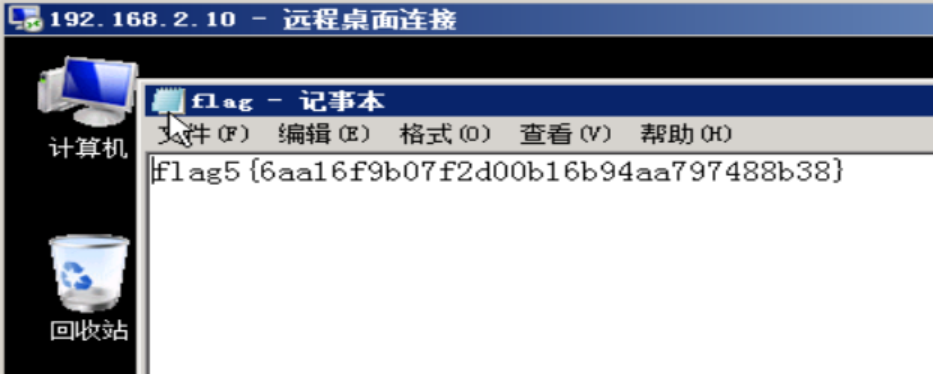 192.168.2.10 - 远程桌面连接
计算机
flag - 记事本
文件(F) 编辑(E) 格式(O) 查看(V) 帮助(H)
flag5{6aa16f9b07f2d00b16b94aa797488b38}
回收站